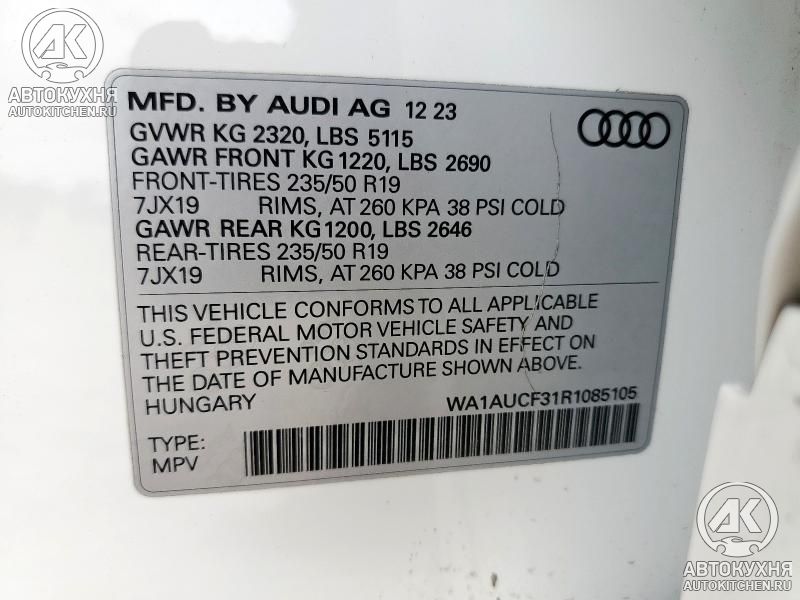 AK
АВТОКУХНЯ
AUTOKITCHEN.RU
MFD. BY AUDI AG 12 23
GVWR KG 2320, LBS 5115
GAWR FRONT KG 1220, LBS 2690
FRONT-TIRES 235/50 R19
7JX19 RIMS, AT 260 KPA 38 PSI COLD
GAWR REAR KG 1200, LBS 2646
REAR-TIRES 235/50 R19
7JX19 RIMS, AT 260 KPA 38 PSI COLD
THIS VEHICLE CONFORMS TO ALL APPLICABLE
U.S. FEDERAL MOTOR VEHICLE SAFETY AND
THEFT PREVENTION STANDARDS IN EFFECT ON
THE DATE OF MANUFACTURE SHOWN ABOVE.
HUNGARY WA1AUCF31R1085105
TYPE:
MPV
AK
АВТОКУХНЯ
AUTOKITCHEN.RU